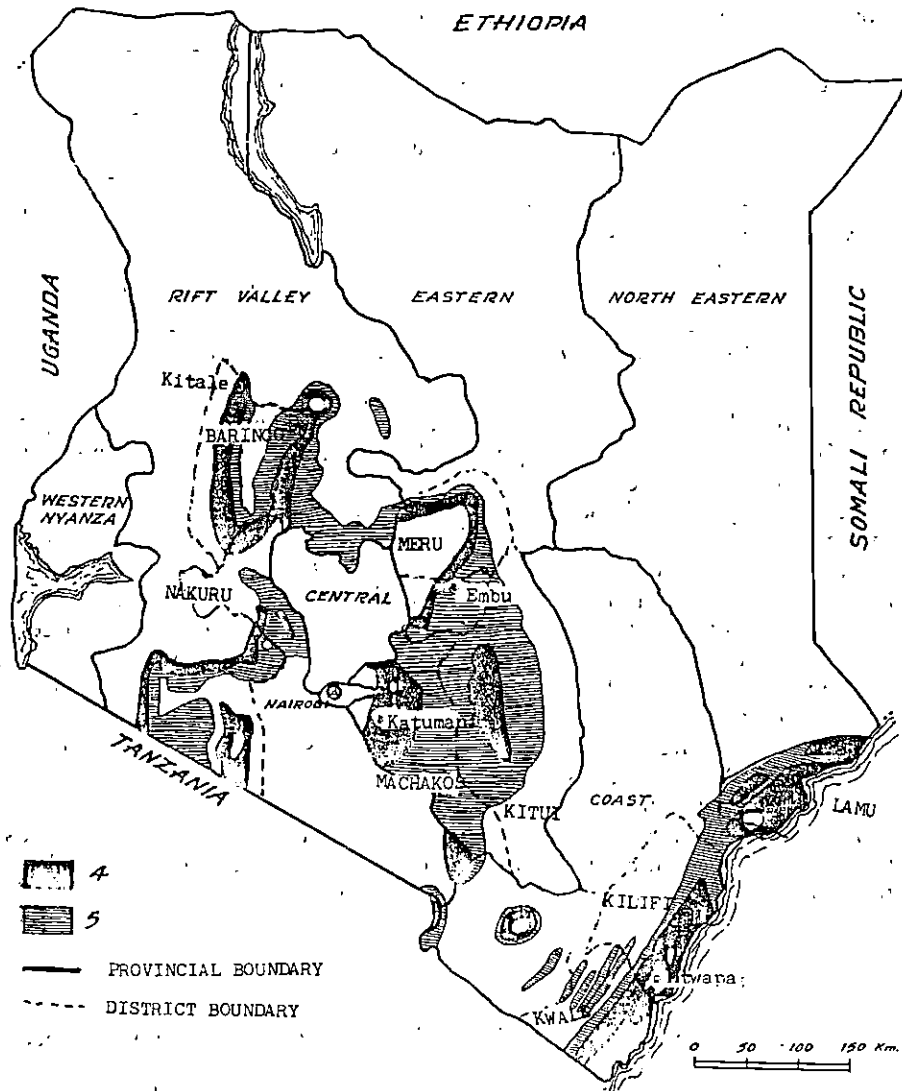 ETHIOPIA
UGANDA
RIFT VALLEY
EASTERN
NORTH EASTERN
SOMALI REPUBLIC
Kitale
WESTERN
NYANZA
MERU
NAKURU
CENTRAL
Embu
NAIROBI
Katumani
MACHAKOS
TANZANIA
KITUI
COAST.
LAMU
KILIFI
Mtwapa
KWALE
4
5
PROVINCIAL BOUNDARY
DISTRICT BOUNDARY
0 50 100 150 Km.